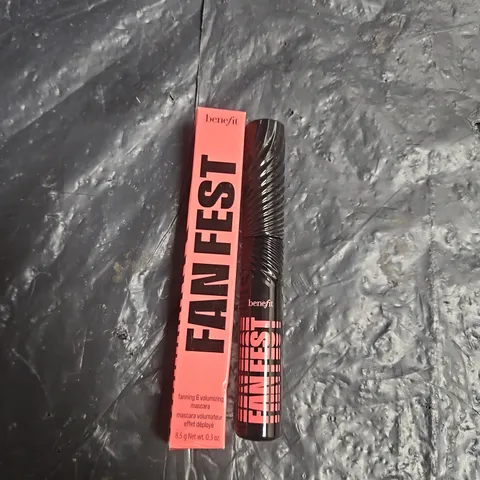 benefit
FAN FEST
fanning & volumizing
mascara
mascara volumateur
effet déployé
8.5 g Net wt. 0.3 oz.
benefit
FAN FEST